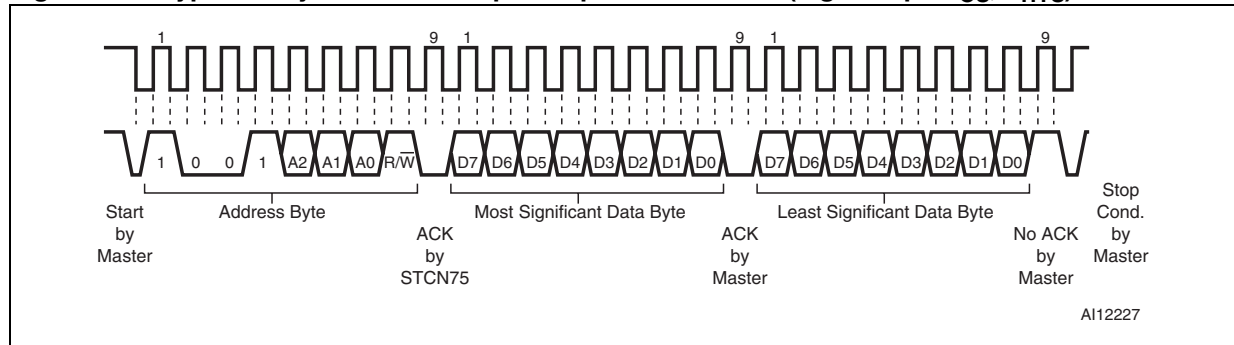 1 9 1 9 1 9
1 0 0 1 A2 A1 A0 R/W̅ D7 D6 D5 D4 D3 D2 D1 D0 D7 D6 D5 D4 D3 D2 D1 D0
Start
by
Master
Address Byte
ACK
by
STCN75
Most Significant Data Byte
ACK
by
Master
Least Significant Data Byte
No ACK
by
Master
Stop
Cond.
by
Master
AI12227